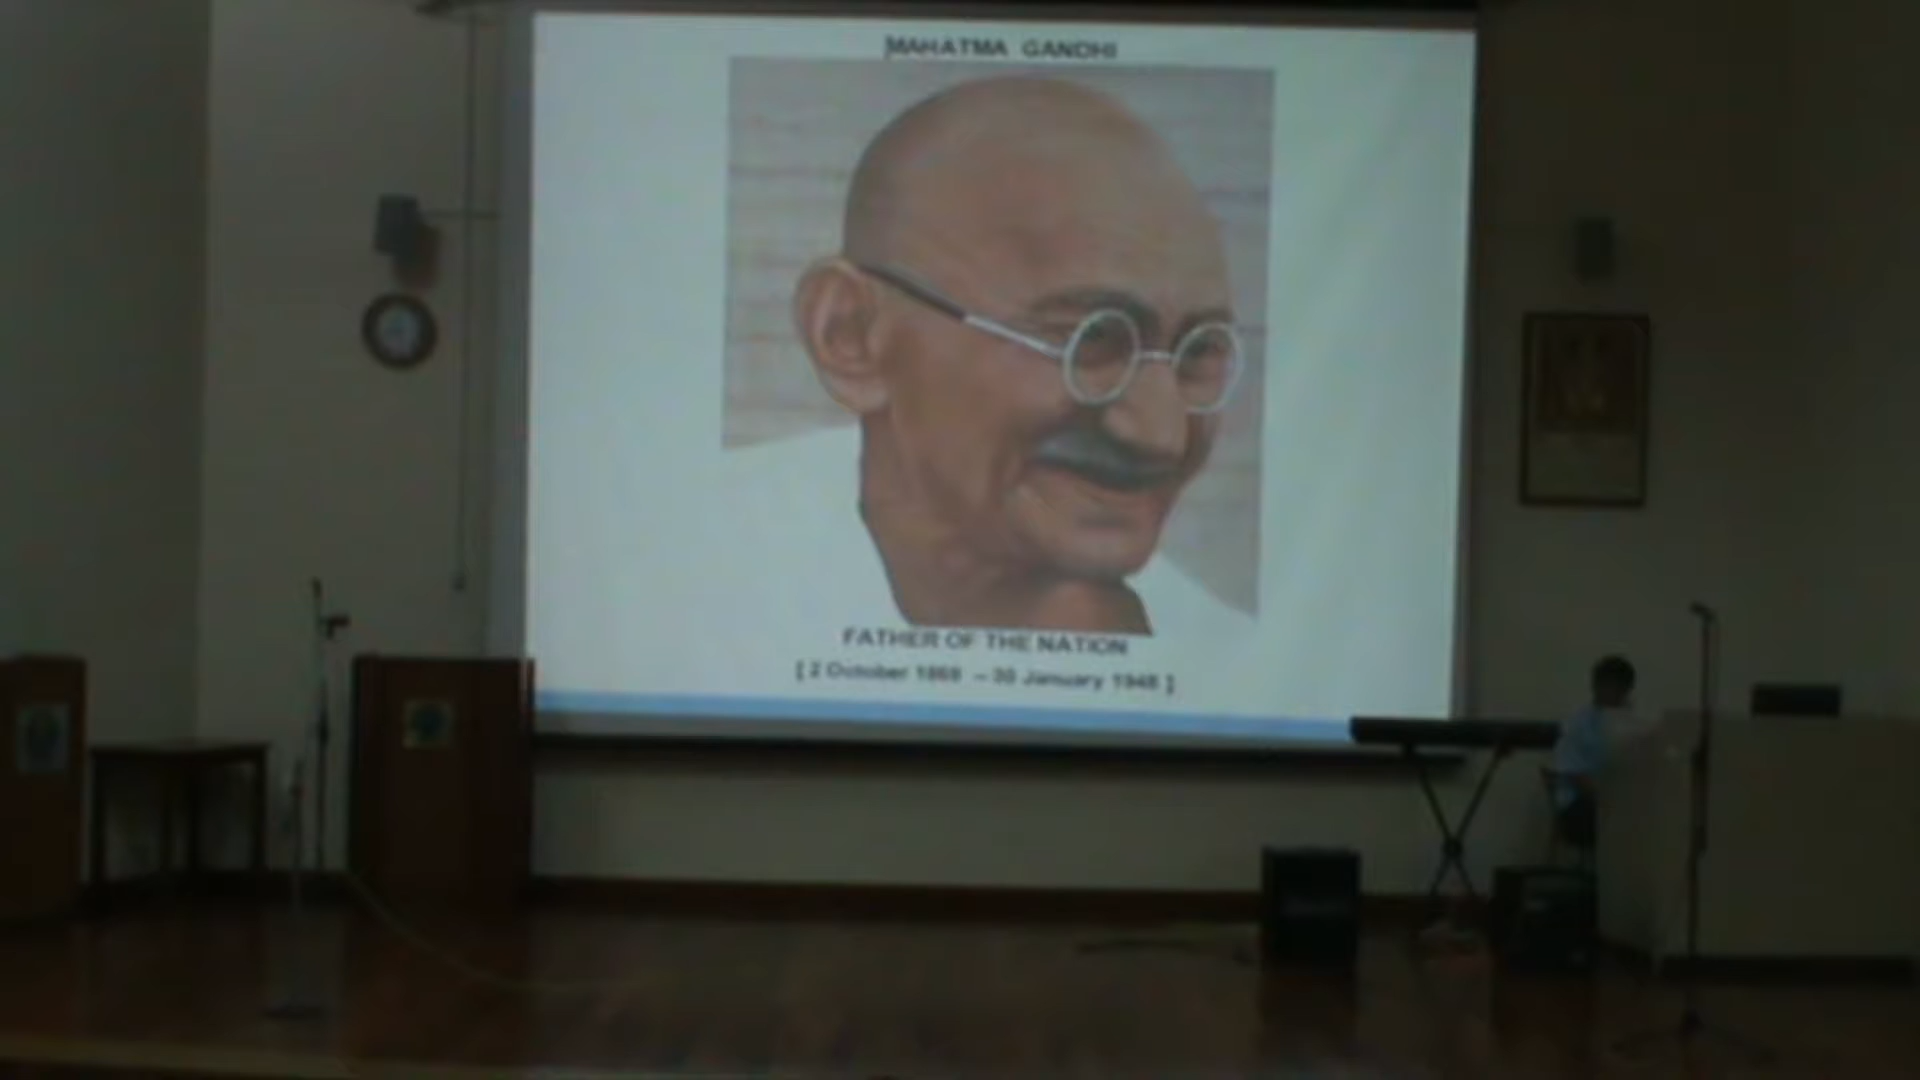 MAHATMA GANDHI
FATHER OF THE NATION
[ 2 October 1869 – 30 January 1948 ]